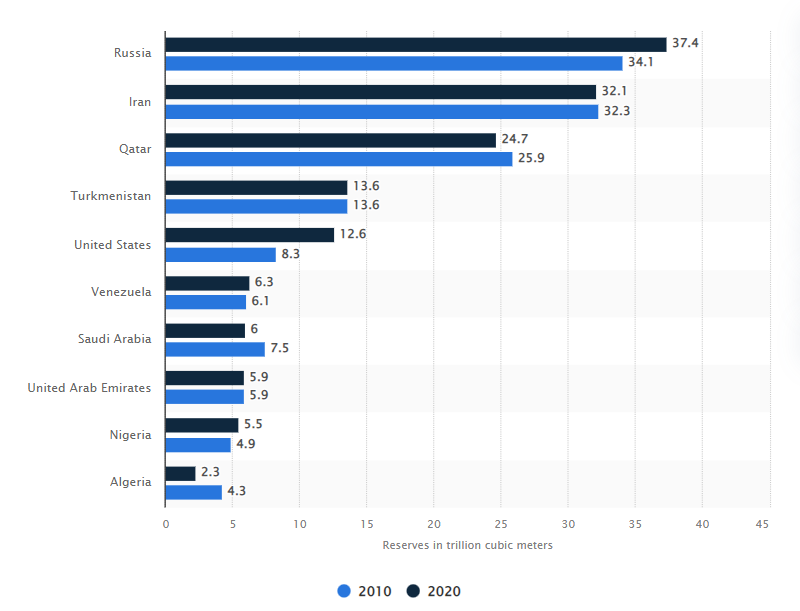 Russia
37.4
34.1
Iran
32.1
32.3
Qatar
24.7
25.9
Turkmenistan
13.6
13.6
United States
12.6
8.3
Venezuela
6.3
6.1
Saudi Arabia
6
7.5
United Arab Emirates
5.9
5.9
Nigeria
5.5
4.9
Algeria
2.3
4.3
0 5 10 15 20 25 30 35 40 45
Reserves in trillion cubic meters
2010 2020